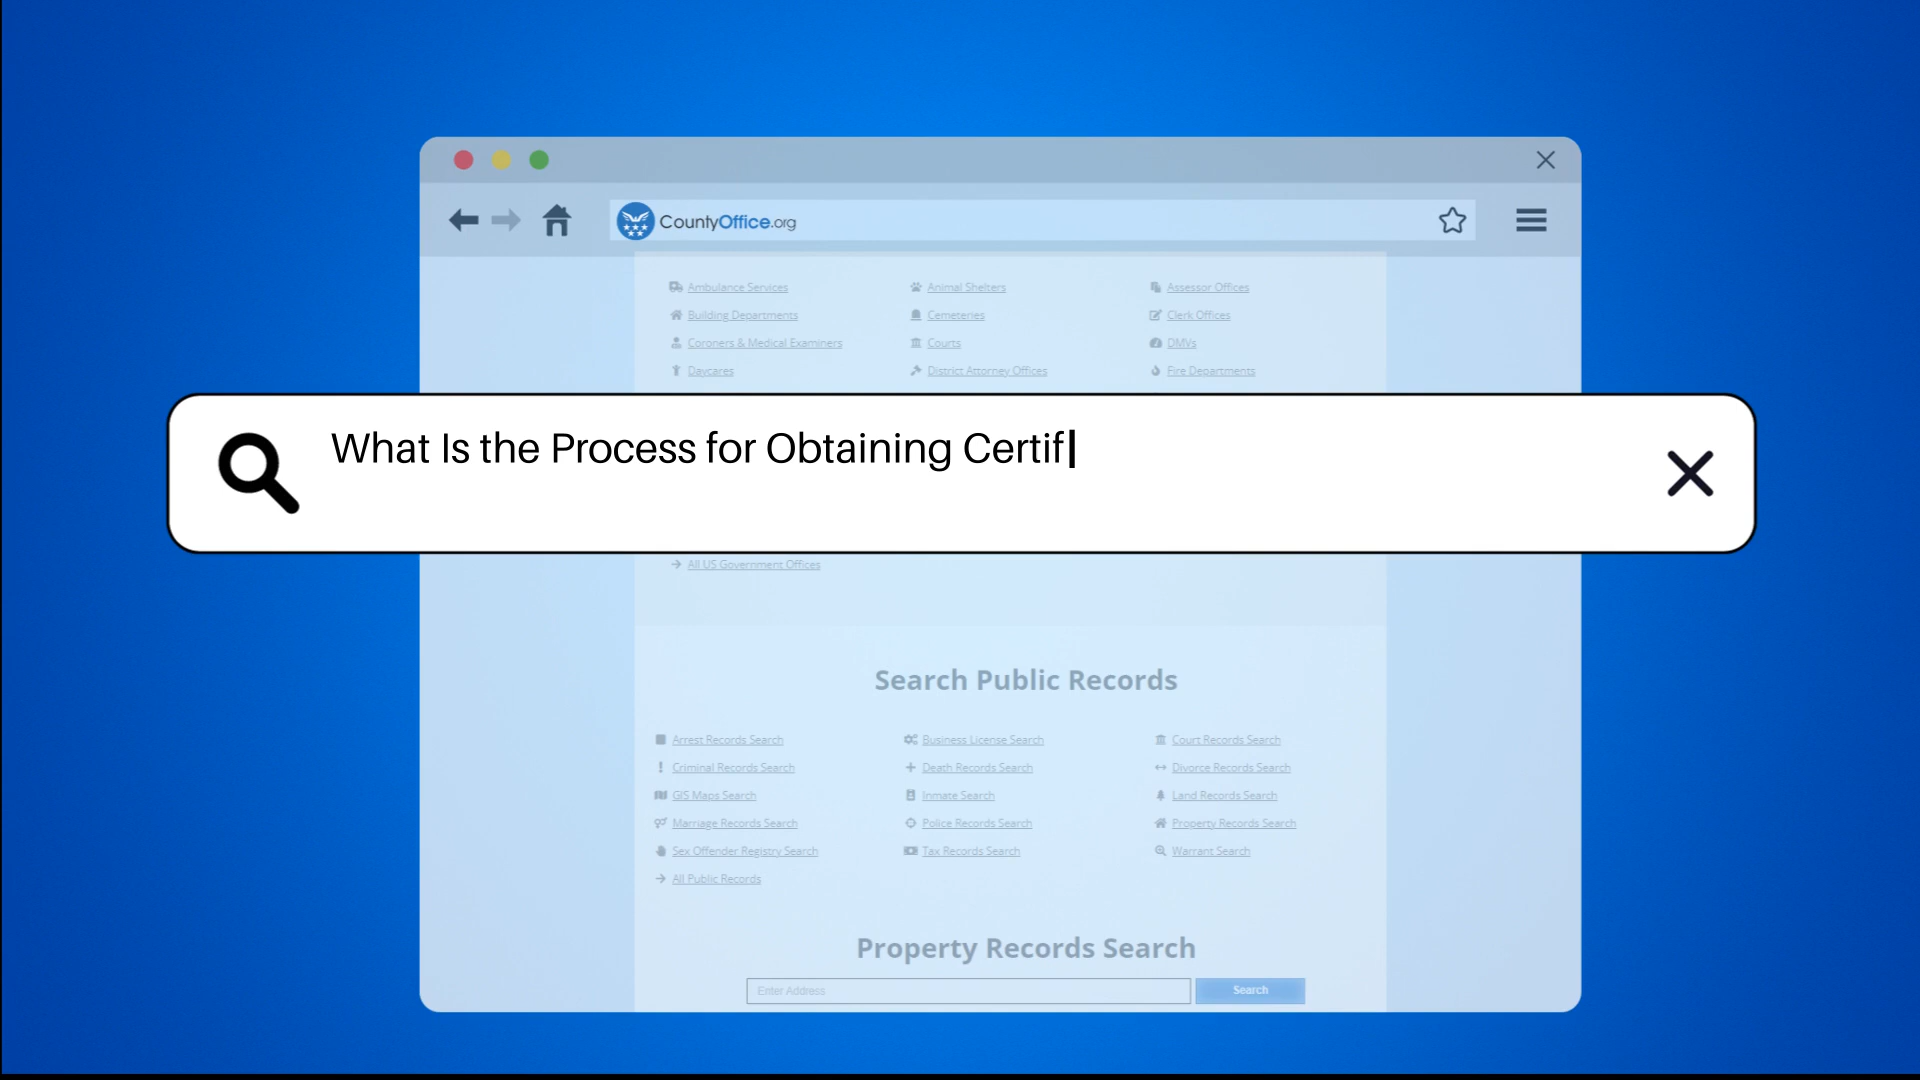 CountyOffice.org
Ambulance Services
Animal Shelters
Assessor Offices
Building Departments
Cemeteries
Clerk Offices
Coroners & Medical Examiners
Courts
DMVs
Daycares
District Attorney Offices
Fire Departments
What Is the Process for Obtaining Certif
All US Government Offices
Search Public Records
Arrest Records Search
Business License Search
Court Records Search
Criminal Records Search
Death Records Search
Divorce Records Search
GIS Maps Search
Inmate Search
Land Records Search
Marriage Records Search
Police Records Search
Property Records Search
Sex Offender Registry Search
Tax Records Search
Warrant Search
All Public Records
Property Records Search
Enter Address
Search